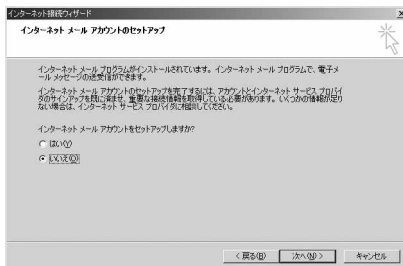 インターネット接続ウィザード
インターネット メール アカウントのセットアップ
インターネット メール プログラムがインストールされています。インターネット メール プログラムで、電子メ
ール メッセージの送受信ができます。
インターネット メール アカウントのセットアップを完了するには、アカウントとインターネット サービス プロバイ
ダのサインアップを既に済ませ、重要な接続情報を取得している必要があります。いくつかの情報が足り
ない場合は、インターネット サービス プロバイダに相談してください。
インターネット メール アカウントをセットアップしますか?
はい(Y)
いいえ(O)
< 戻る(B)
次へ(N) >
キャンセル